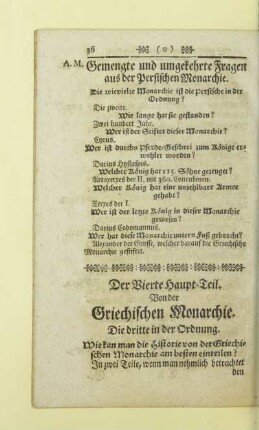 36 (0)
A. M. Gemengte und umgekehrte Fragen
aus der Persischen Monarchie.
Die wievielte Monarchie ist die Persische in der
Ordnung?
Die zweite.
Wie lange hat sie gestanden?
Zwei hundert Jahr.
Wer ist der Stifter dieser Monarchie?
Cyrus.
Wer ist durchs Pferde-Geschrei zum Könige er-
wehlet worden?
Darius Hystaspis.
Welcher König hat 115. Söhne gezeuget?
Artaxerxes der II. mit 360. Concubinen.
Welcher König hat eine unzehlbare Armee
gehabt?
Xerxes der I.
Wer ist der letzte König in dieser Monarchie
gewesen?
Darius Codomannus.
Wer hat diese Monarchie untern Fuß gebracht?
Alexander der Grosse, welcher darauf die Griechische
Monarchie gestiftet.
Der Vierte Haupt-Teil.
Von der
Griechischen Monarchie.
Die dritte in der Ordnung.
Wie kan man die Historie von der Griechi-
schen Monarchie am besten einteilen?
In zwei Teile, wenn man nehmlich betrachtet
den